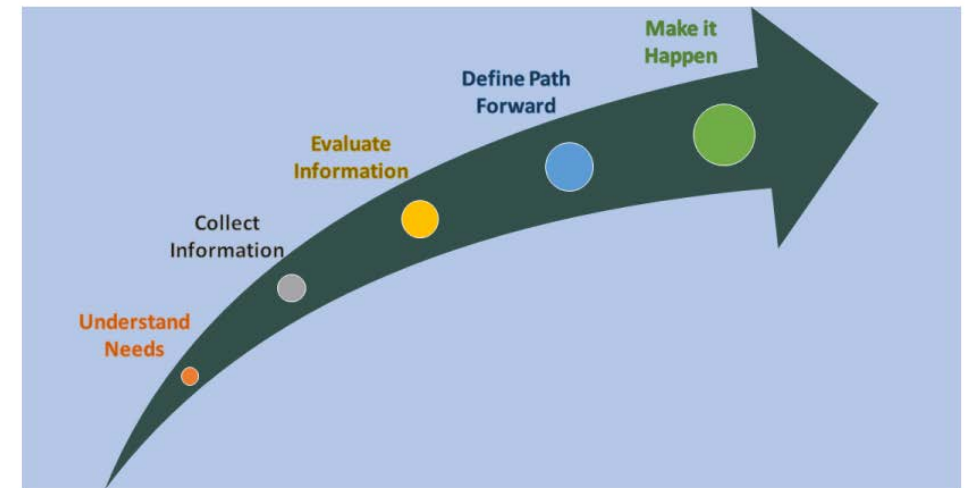 Understand
Needs
Collect
Information
Evaluate
Information
Define Path
Forward
Make it
Happen